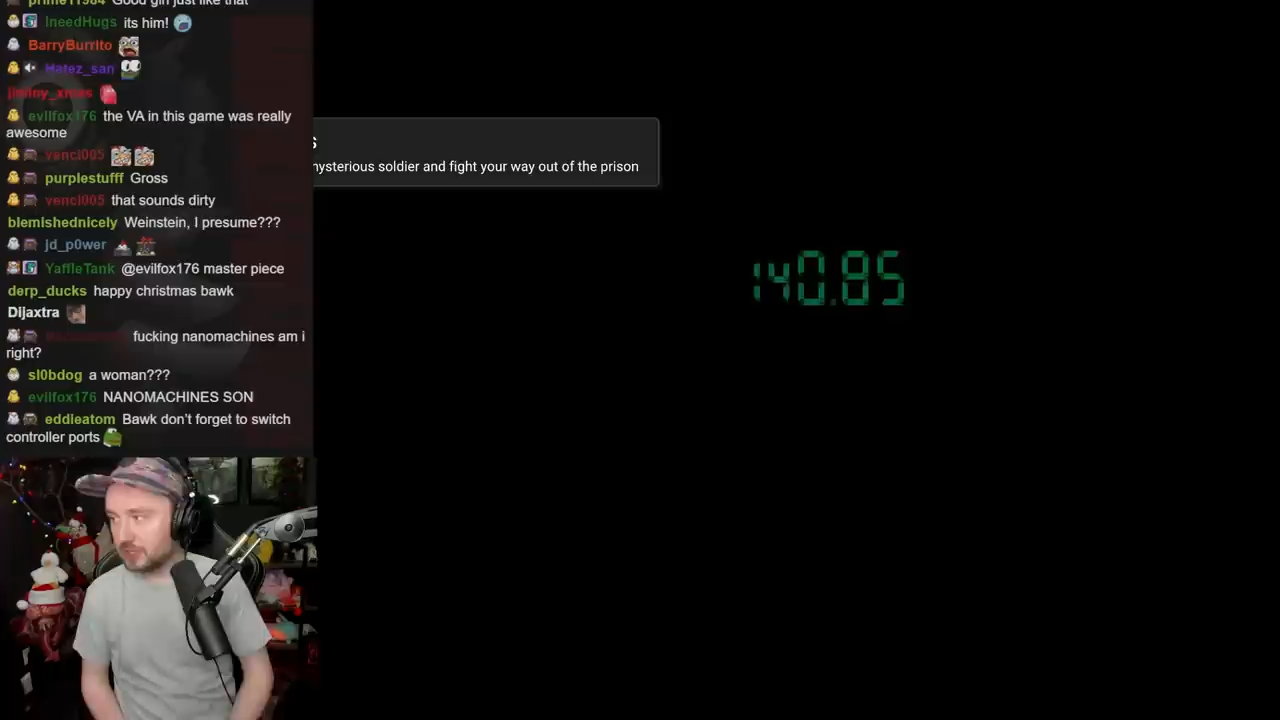 prime11984 Good girl just like that
IneedHugs its him!
BarryBurrito
Hatez_san
jiminy_xmas
evilfox176 the VA in this game was really
awesome
venci005
purplestufff Gross
venci005 that sounds dirty
blemishednicely Weinstein, I presume???
jd_p0wer
YaffleTank @evilfox176 master piece
derp_ducks happy christmas bawk
Dijaxtra
fucking nanomachines am i
right?
sl0bdog a woman???
evilfox176 NANOMACHINES SON
eddieatom Bawk don't forget to switch
controller ports
s
mysterious soldier and fight your way out of the prison
140.85